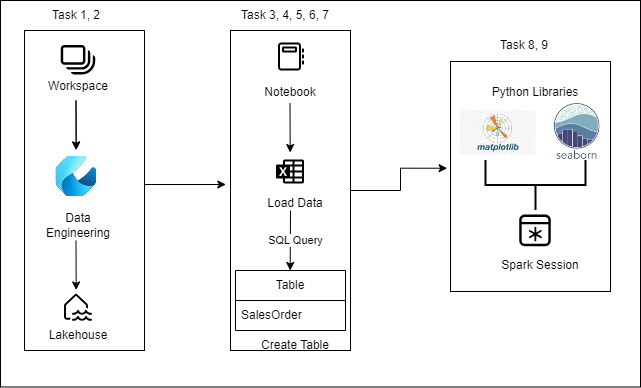 Task 1, 2
Workspace
Data
Engineering
Lakehouse
Task 3, 4, 5, 6, 7
Notebook
X
Load Data
SQL Query
Table
SalesOrder
Create Table
Task 8, 9
Python Libraries
matplotlib
seaborn
Spark Session